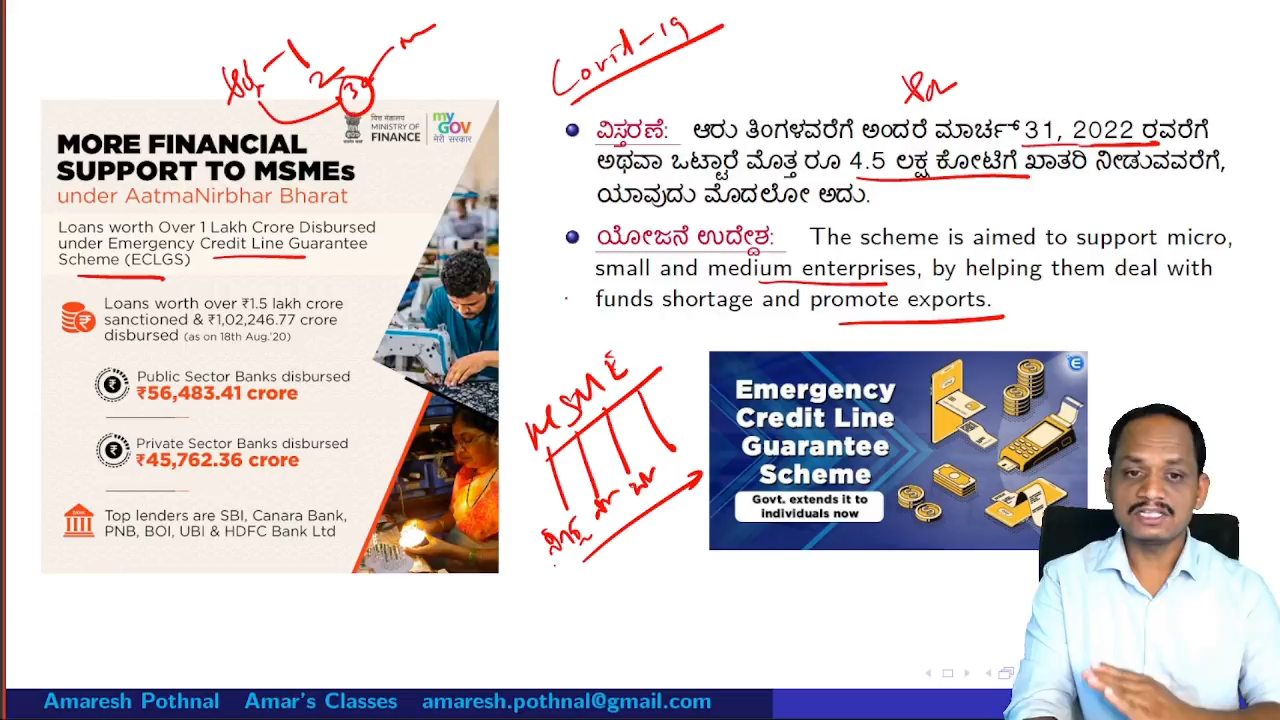 Covid-19
1
2
3
वित्त मंत्रालय
MINISTRY OF
FINANCE
my
GOV
मेरी सरकार
MORE FINANCIAL
SUPPORT TO MSMEs
under AatmaNirbhar Bharat
Loans worth Over 1 Lakh Crore Disbursed
under Emergency Credit Line Guarantee
Scheme (ECLGS)
Loans worth over ₹1.5 lakh crore
sanctioned & ₹1,02,246.77 crore
disbursed (as on 18th Aug.'20)
Public Sector Banks disbursed
₹56,483.41 crore
Private Sector Banks disbursed
₹45,762.36 crore
Top lenders are SBI, Canara Bank,
PNB, BOI, UBI & HDFC Bank Ltd
ವಿಸ್ತರಣೆ: ಆರು ತಿಂಗಳವರೆಗೆ ಅಂದರೆ ಮಾರ್ಚ್ 31, 2022 ರವರೆಗೆ
ಅಥವಾ ಒಟ್ಟಾರೆ ಮೊತ್ತ ರೂ 4.5 ಲಕ್ಷ ಕೋಟಿಗೆ ಖಾತರಿ ನೀಡುವವರೆಗೆ,
ಯಾವುದು ಮೊದಲೋ ಅದು.
ಯೋಜನೆ ಉದ್ದೇಶ: The scheme is aimed to support micro,
small and medium enterprises, by helping them deal with
funds shortage and promote exports.
MSME
Emergency
Credit Line
Guarantee
Scheme
Govt. extends it to
individuals now
Amaresh Pothnal Amar's Classes amaresh.pothnal@gmail.com